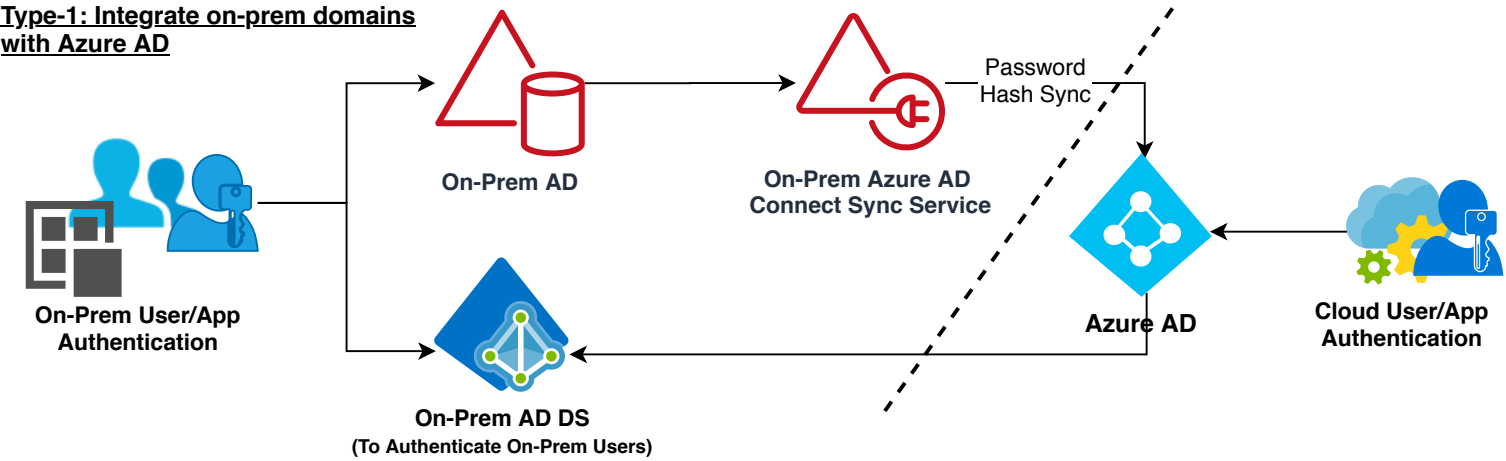 Type-1: Integrate on-prem domains
with Azure AD
Password
Hash Sync
On-Prem AD
On-Prem Azure AD
Connect Sync Service
On-Prem User/App
Authentication
Azure AD
Cloud User/App
Authentication
On-Prem AD DS
(To Authenticate On-Prem Users)